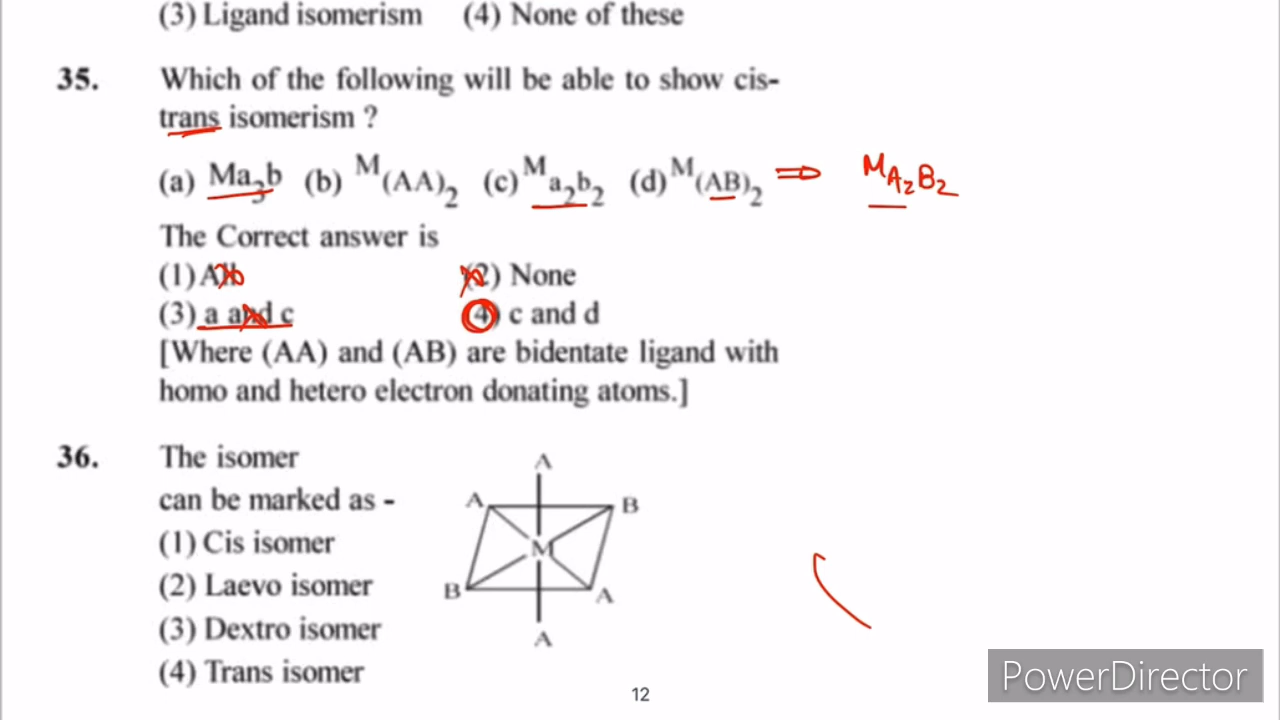 (3) Ligand isomerism (4) None of these
35. Which of the following will be able to show cis-
trans isomerism ?
(a) Ma₃b (b) M(AA)₂ (c) Ma₂b₂ (d) M(AB)₂ ⇒ MA₂B₂
The Correct answer is
(1) All (2) None
(3) a and c (4) c and d
[Where (AA) and (AB) are bidentate ligand with
homo and hetero electron donating atoms.]
36. The isomer
can be marked as -
(1) Cis isomer
(2) Laevo isomer
(3) Dextro isomer
(4) Trans isomer
A
A B
M
B A
A
12
PowerDirector